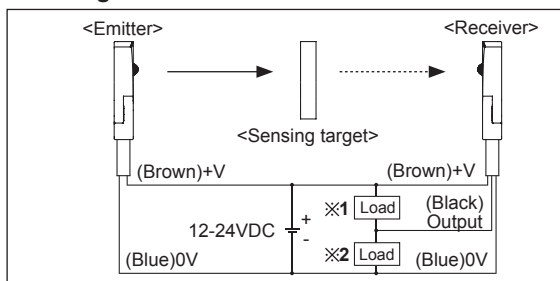 <Emitter> <Receiver>
<Sensing target>
(Brown)+V (Brown)+V
※1 Load (Black)
12-24VDC + Output
-
※2 Load
(Blue)0V (Blue)0V